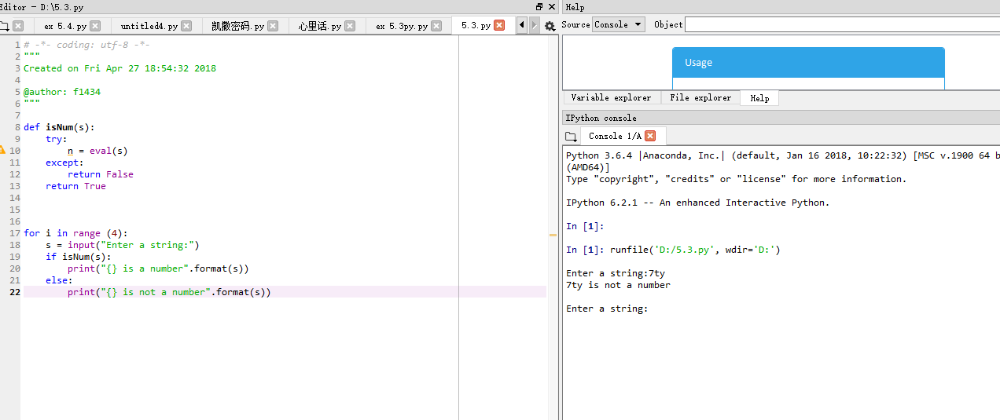 Editor - D:\5.3.py
ex 5.4.py untitled4.py 凯撒密码.py 心里话.py ex 5.3py.py 5.3.py
1 # -*- coding: utf-8 -*-
2 """
3 Created on Fri Apr 27 18:54:32 2018
4
5 @author: f1434
6 """
7
8 def isNum(s):
9     try:
10         n = eval(s)
11     except:
12         return False
13     return True
14
15
16
17 for i in range (4):
18     s = input("Enter a string:")
19     if isNum(s):
20         print("{} is a number".format(s))
21     else:
22         print("{} is not a number".format(s))
Help
Source Console Object
Usage
Variable explorer File explorer Help
IPython console
Console 1/A
Python 3.6.4 |Anaconda, Inc.| (default, Jan 16 2018, 10:22:32) [MSC v.1900 64 b
(AMD64)]
Type "copyright", "credits" or "license" for more information.
IPython 6.2.1 -- An enhanced Interactive Python.
In [1]:
In [1]: runfile('D:/5.3.py', wdir='D:')
Enter a string:7ty
7ty is not a number
Enter a string: